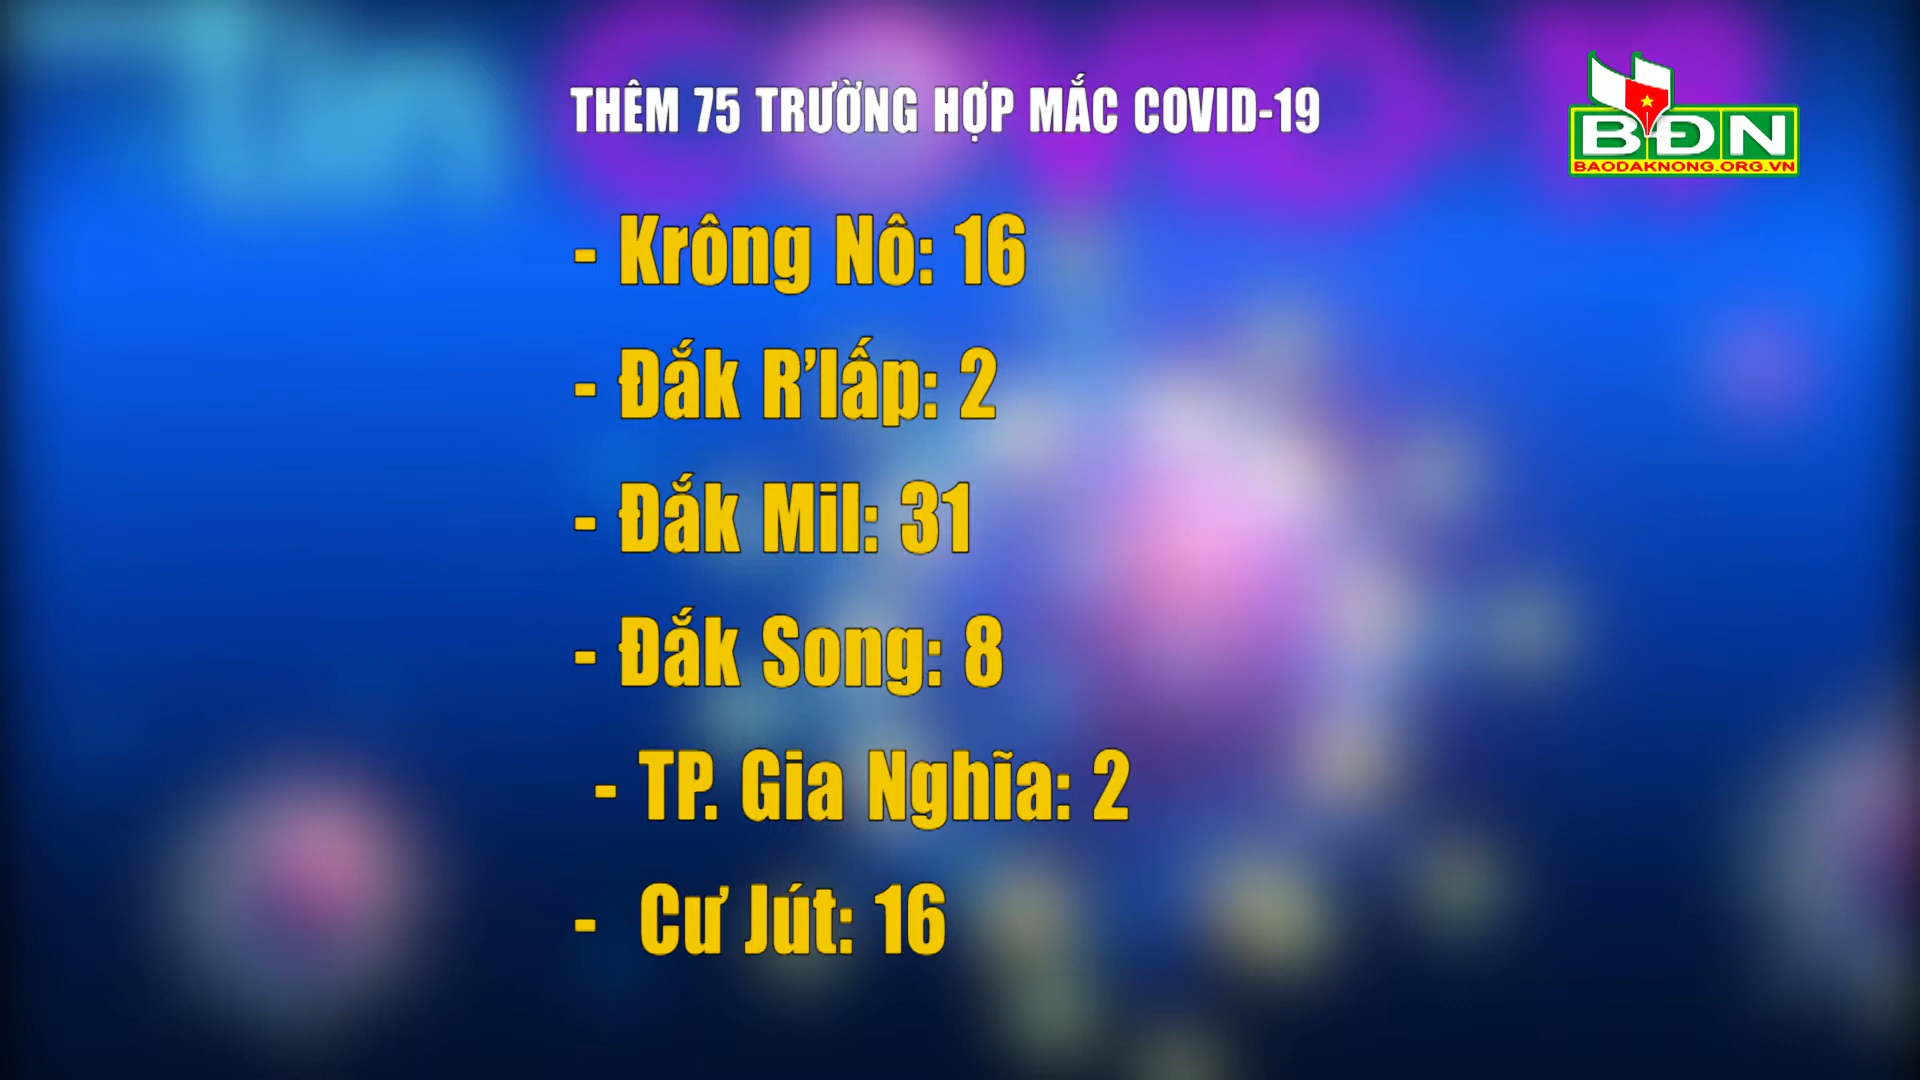 THÊM 75 TRƯỜNG HỢP MẮC COVID-19
BĐN
BAODAKNONG.ORG.VN
- Krông Nô: 16
- Đắk R’lấp: 2
- Đắk Mil: 31
- Đắk Song: 8
- TP. Gia Nghĩa: 2
- Cư Jút: 16